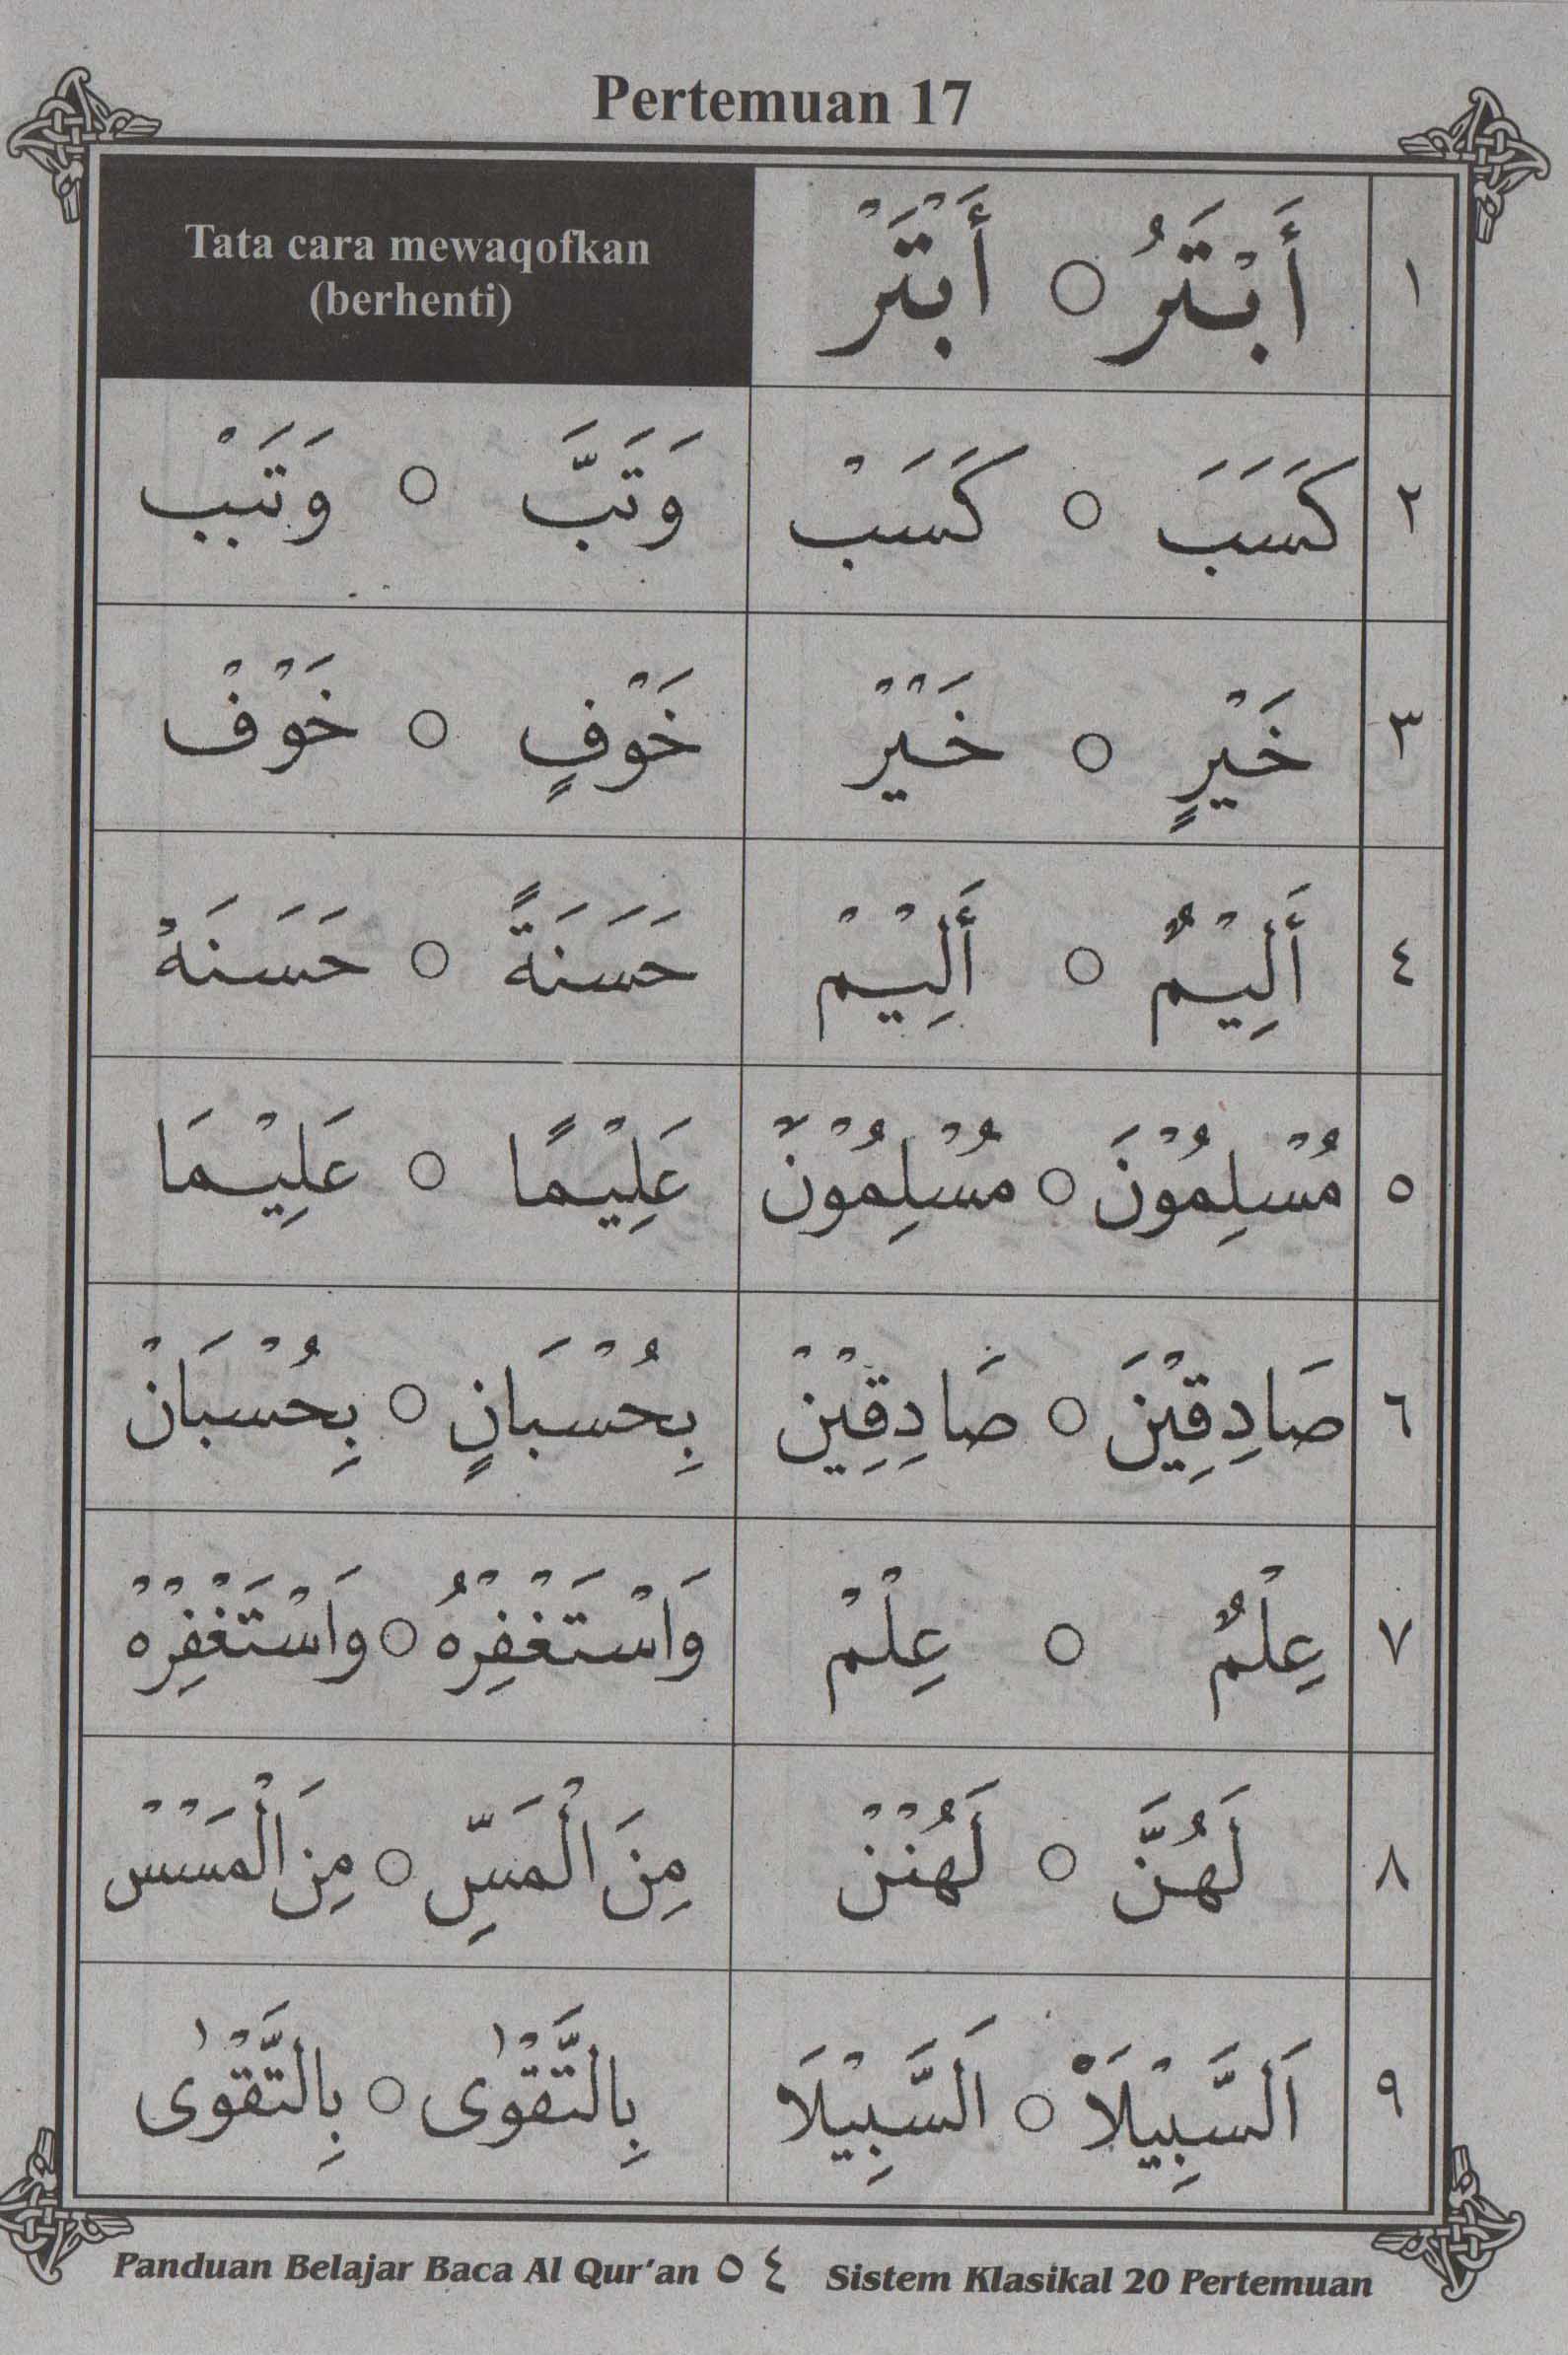 Pertemuan 17
١ أَبْتَرُ ○ أَبْتَرْ
Tata cara mewaqofkan
(berhenti)
٢ كَسَبَ ○ كَسَبْ وَتَبَّ ○ وَتَبَبْ
٣ خَيْرٍ ○ خَيْرْ خَوْفٍ ○ خَوْفْ
٤ أَلِيْمٌ ○ أَلِيْمْ حَسَنَةً ○ حَسَنَهْ
٥ مُسْلِمُوْنَ ○ مُسْلِمُوْنْ عَلِيْمًا ○ عَلِيْمَا
٦ صَادِقِيْنَ ○ صَادِقِيْنْ بِحُسْبَانٍ ○ بِحُسْبَانْ
٧ عِلْمٌ ○ عِلْمْ وَاسْتَغْفِرْهُ ○ وَاسْتَغْفِرْهْ
٨ لَهُنَّ ○ لَهُنْنْ مِنَ الْمَسِّ ○ مِنَ الْمَسْسْ
٩ اَلسَّبِيْلَاْ ○ اَلسَّبِيْلَا بِالتَّقْوٰى ○ بِالتَّقْوٰى
Panduan Belajar Baca Al Qur'an ٥٤ Sistem Klasikal 20 Pertemuan